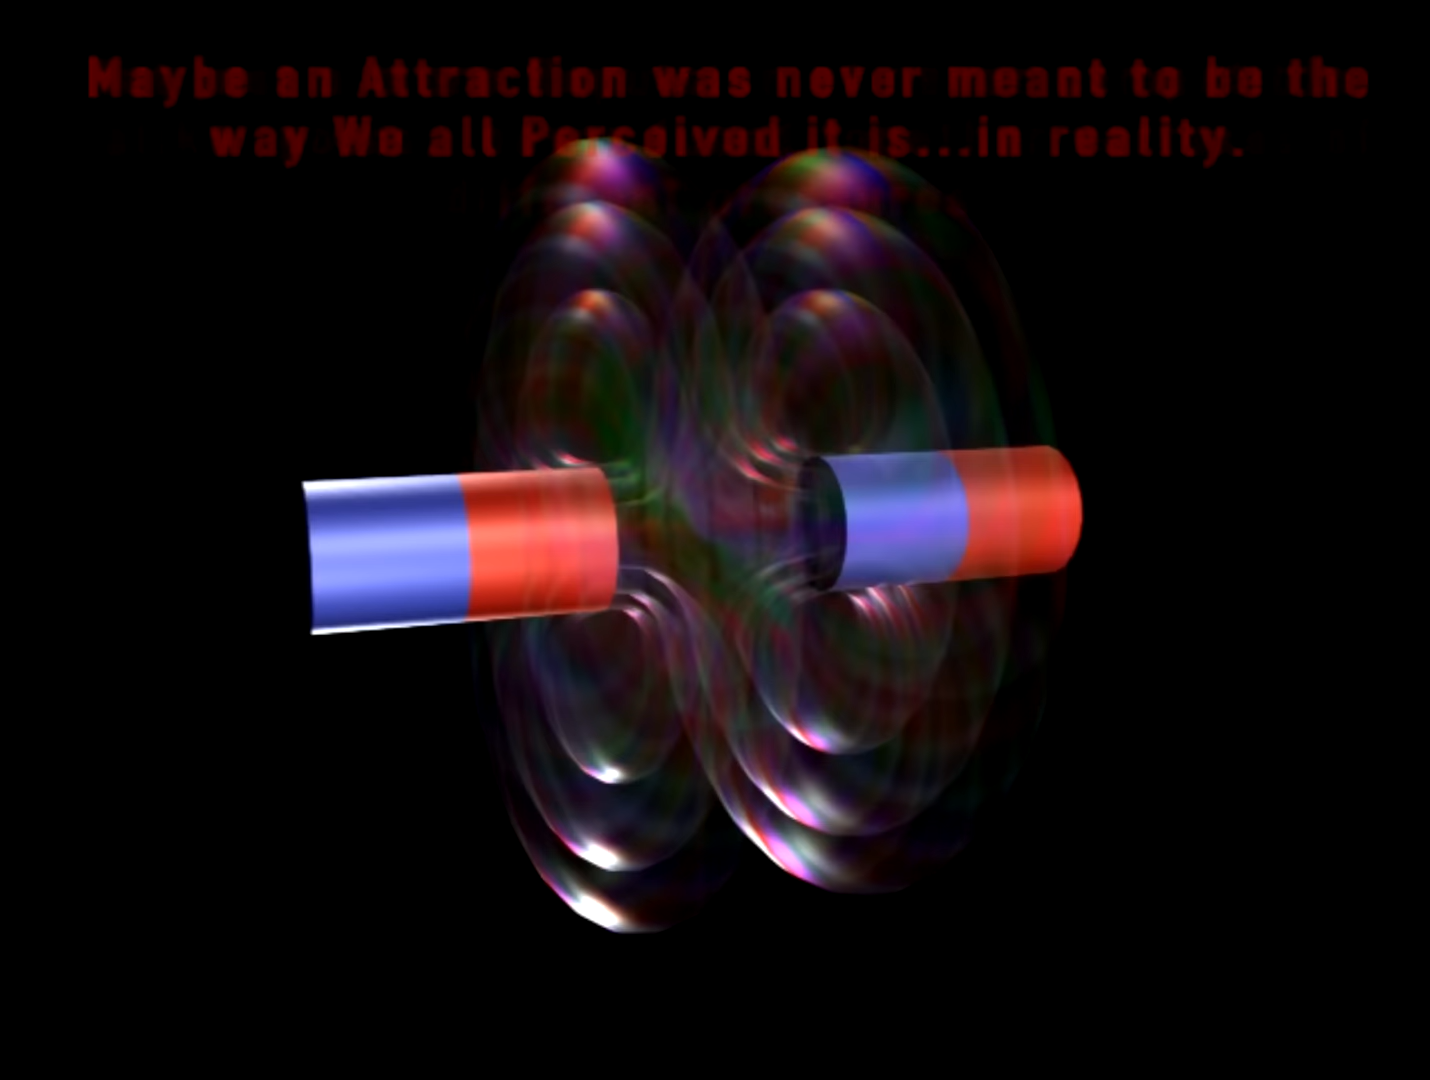 Maybe an Attraction was never meant to be the
way We all Perceived it is...in reality.